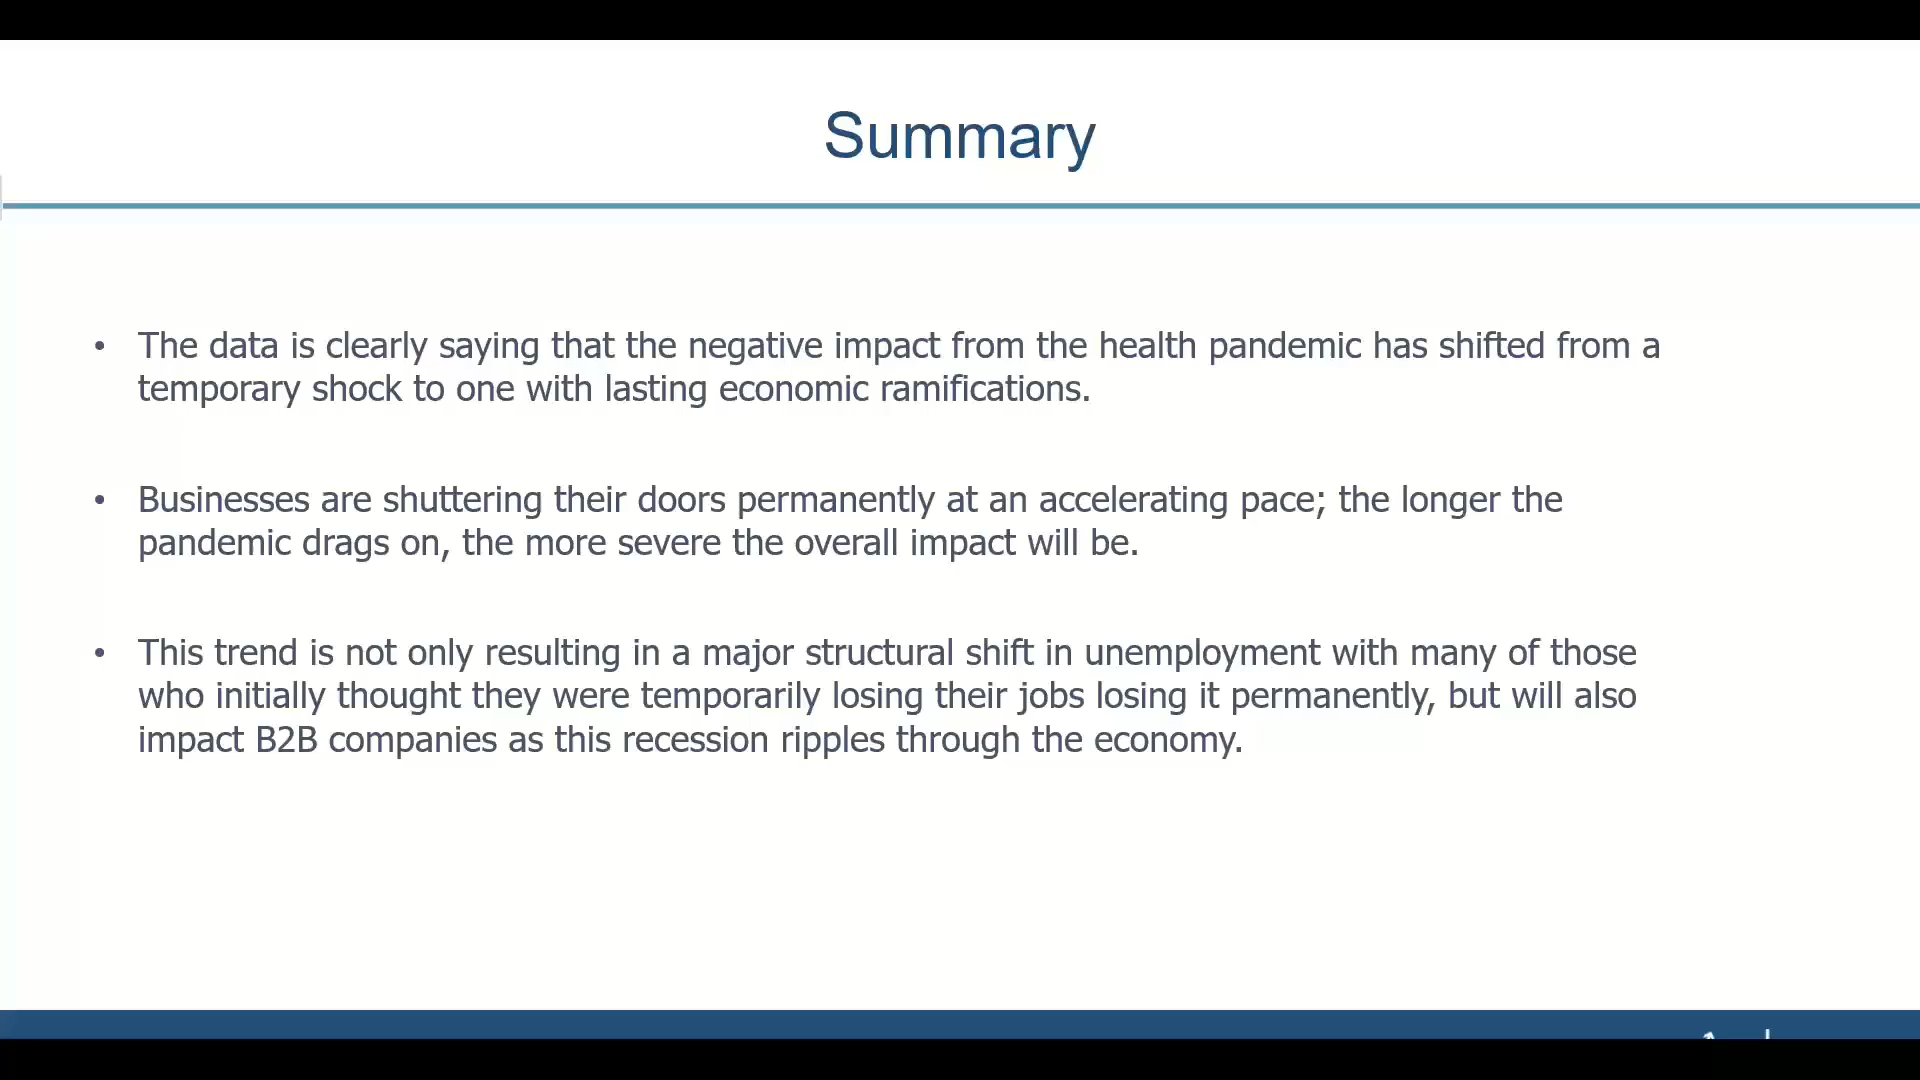 Summary
• The data is clearly saying that the negative impact from the health pandemic has shifted from a
temporary shock to one with lasting economic ramifications.
• Businesses are shuttering their doors permanently at an accelerating pace; the longer the
pandemic drags on, the more severe the overall impact will be.
• This trend is not only resulting in a major structural shift in unemployment with many of those
who initially thought they were temporarily losing their jobs losing it permanently, but will also
impact B2B companies as this recession ripples through the economy.